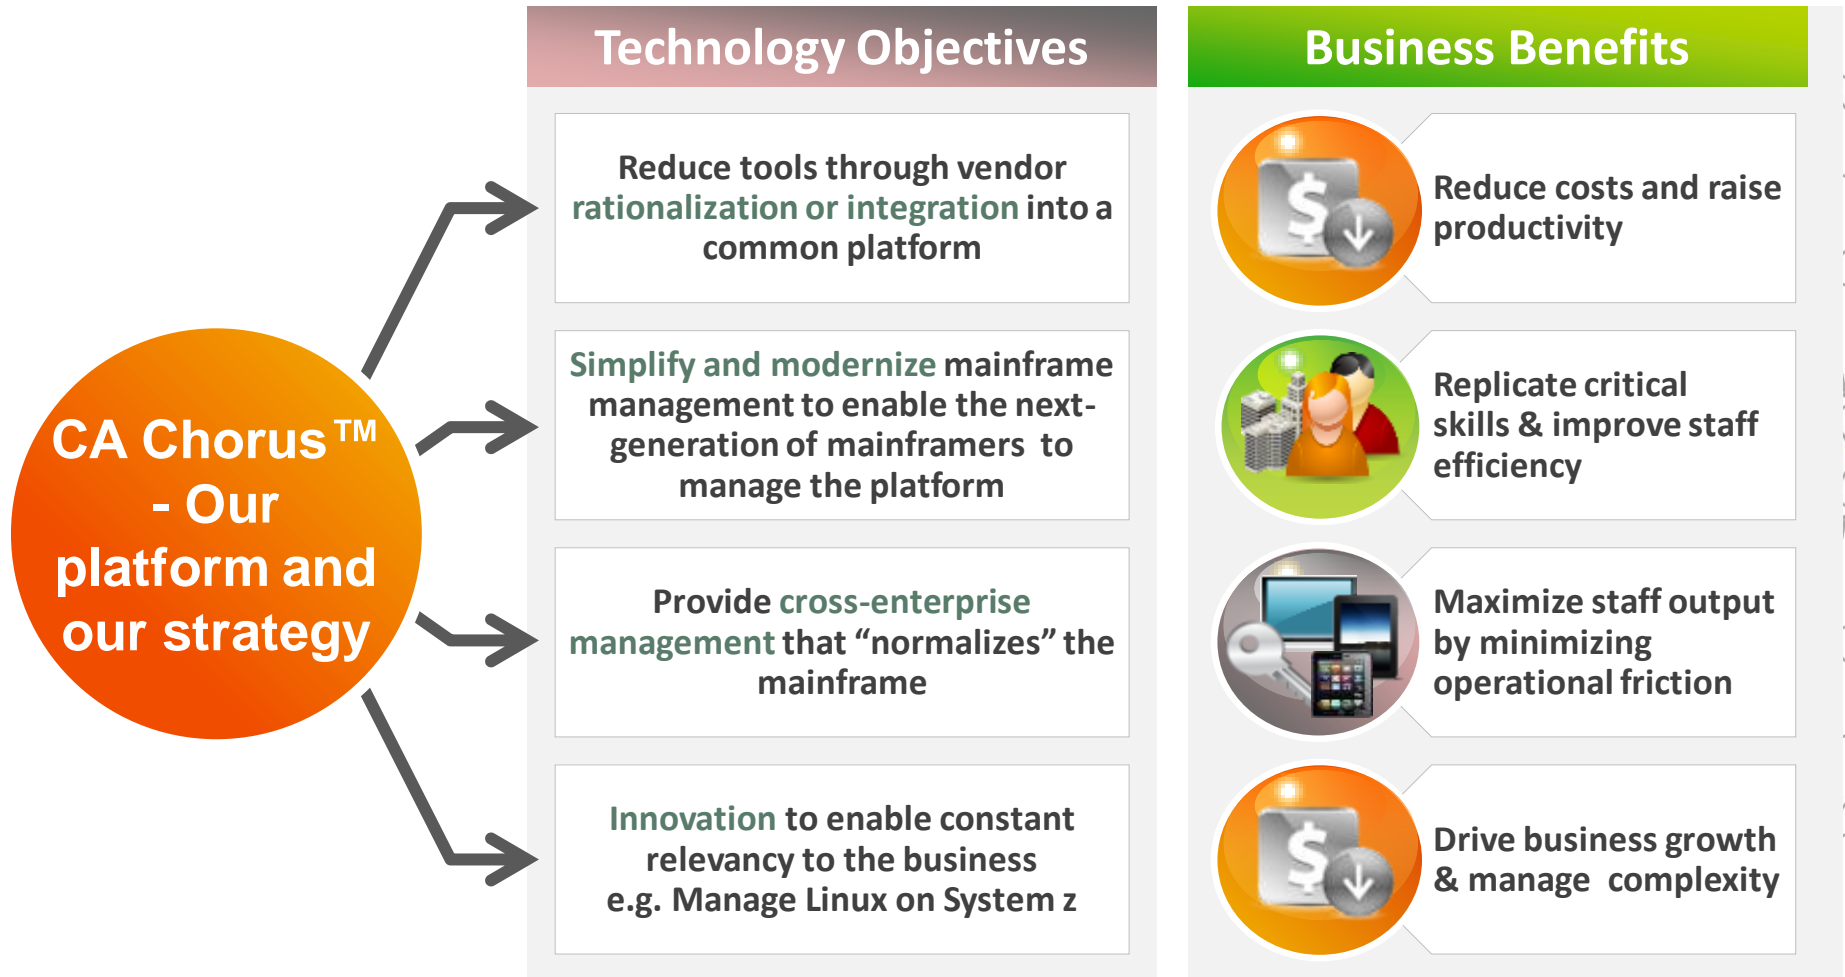 Technology Objectives
Business Benefits
CA Chorus™
- Our
platform and
our strategy
Reduce tools through vendor
rationalization or integration into a
common platform
Reduce costs and raise
productivity
Simplify and modernize mainframe
management to enable the next-
generation of mainframers to
manage the platform
Replicate critical
skills & improve staff
efficiency
Provide cross-enterprise
management that “normalizes” the
mainframe
Maximize staff output
by minimizing
operational friction
Innovation to enable constant
relevancy to the business
e.g. Manage Linux on System z
Drive business growth
& manage complexity
$
$